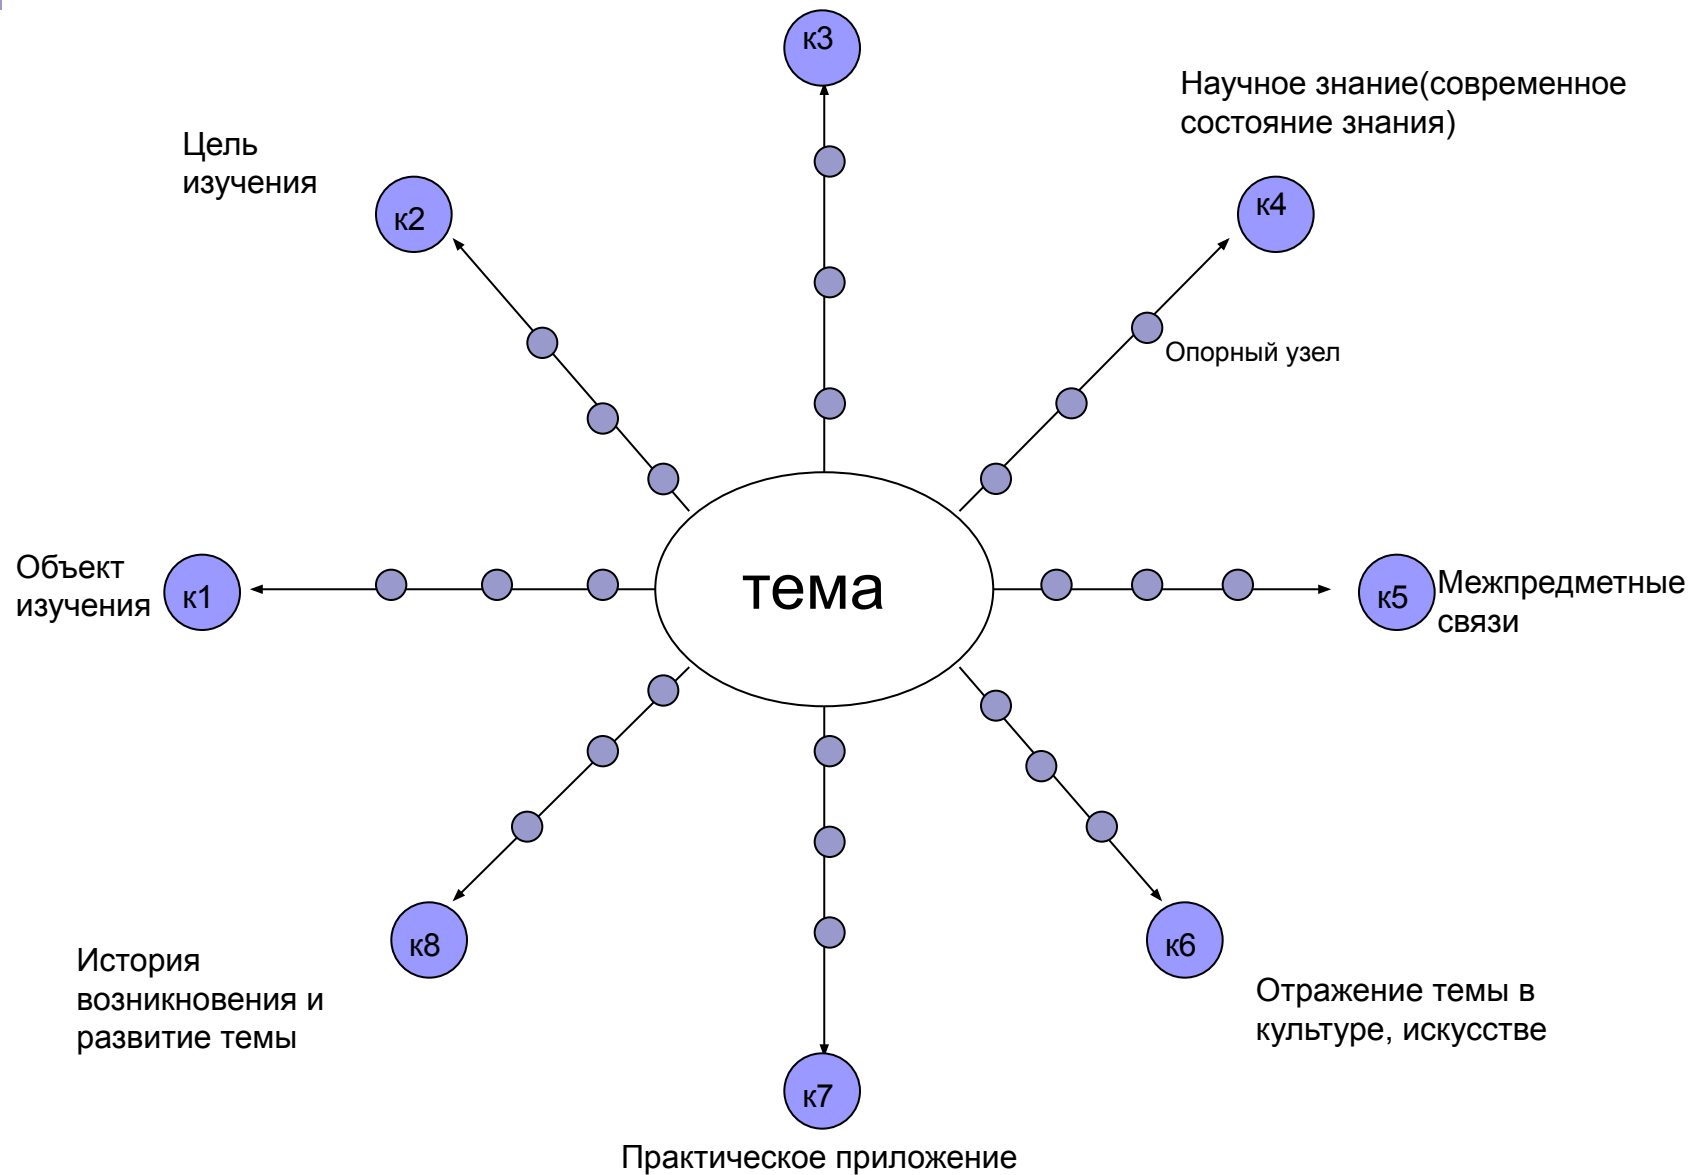 к3
Научное знание(современное
состояние знания)
Цель
изучения
к2
к4
Опорный узел
Объект
изучения
к1
тема
к5
Межпредметные
связи
к8
к6
История
возникновения и
развитие темы
Отражение темы в
культуре, искусстве
к7
Практическое приложение